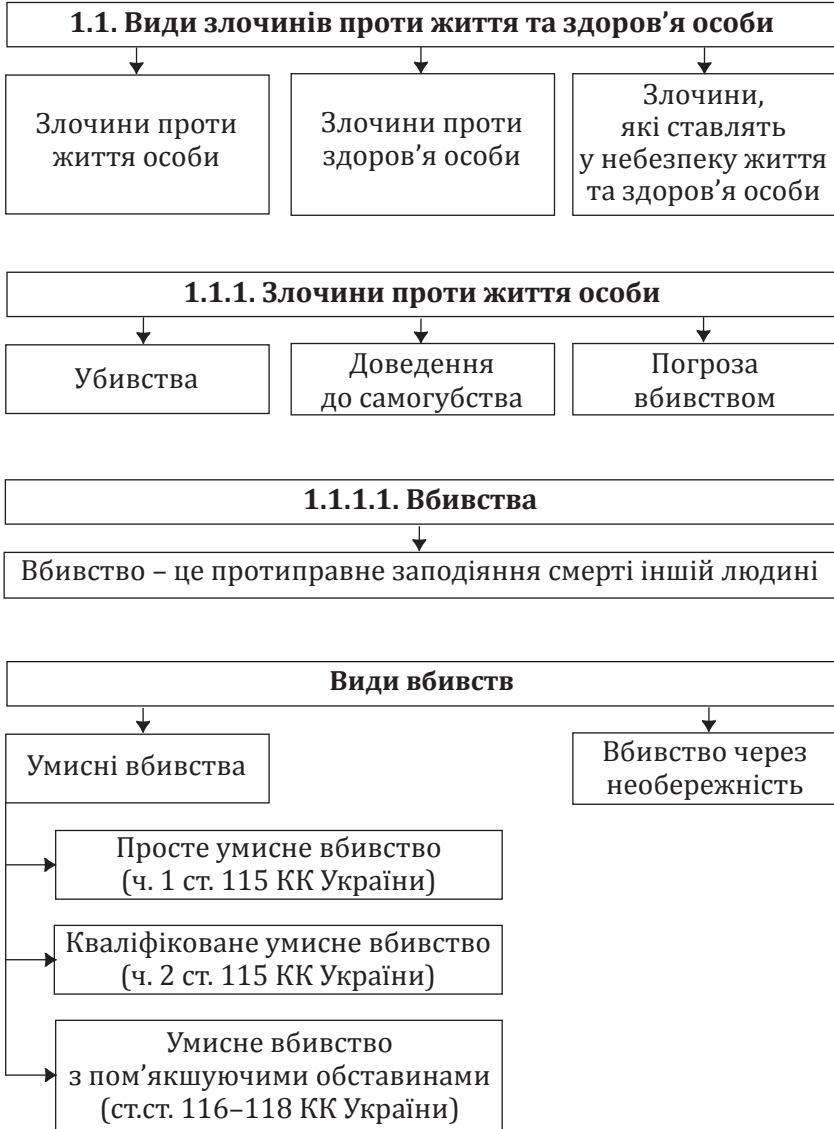 1.1. Види злочинів проти життя та здоров’я особи
Злочини проти
життя особи
Злочини проти
здоров’я особи
Злочини,
які ставлять
у небезпеку життя
та здоров’я особи
1.1.1. Злочини проти життя особи
Убивства
Доведення
до самогубства
Погроза
вбивством
1.1.1.1. Вбивства
Вбивство – це протиправне заподіяння смерті іншій людині
Види вбивств
Умисні вбивства
Вбивство через
необережність
Просте умисне вбивство
(ч. 1 ст. 115 КК України)
Кваліфіковане умисне вбивство
(ч. 2 ст. 115 КК України)
Умисне вбивство
з пом’якшуючими обставинами
(ст.ст. 116–118 КК України)